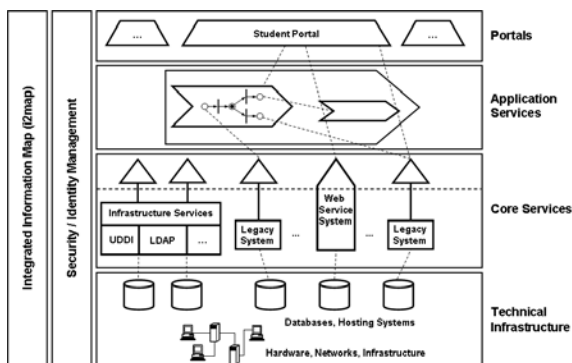 Integrated Information Map (i2map)
Security / Identity Management
...
Student Portal
...
Portals
Application
Services
Infrastructure Services
UDDI
LDAP
...
Legacy
System
...
Web
Service
System
...
Legacy
System
Core Services
Databases, Hosting Systems
Hardware, Networks, Infrastructure
Technical
Infrastructure